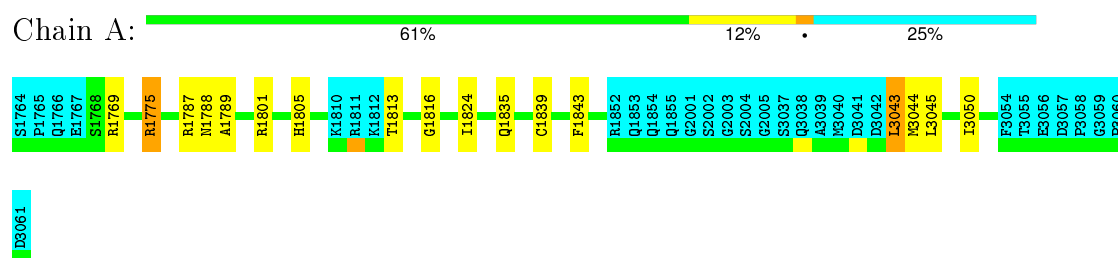 Chain A:
61% 12% • 25%
S1764 P1765 Q1766 E1767 S1768 R1769 R1775 R1787 N1788 A1789 R1801 H1805 K1810 R1811 K1812 T1813 G1816 I1824 Q1835 C1839 F1843 R1852 Q1853 Q1854 Q1855 G2001 S2002 G2003 S2004 G2005 S3037 Q3038 A3039 M3040 D3041 D3042 L3043 M3044 L3045 I3050 F3054 T3055 E3056 D3057 P3058 G3059 P3060
D3061